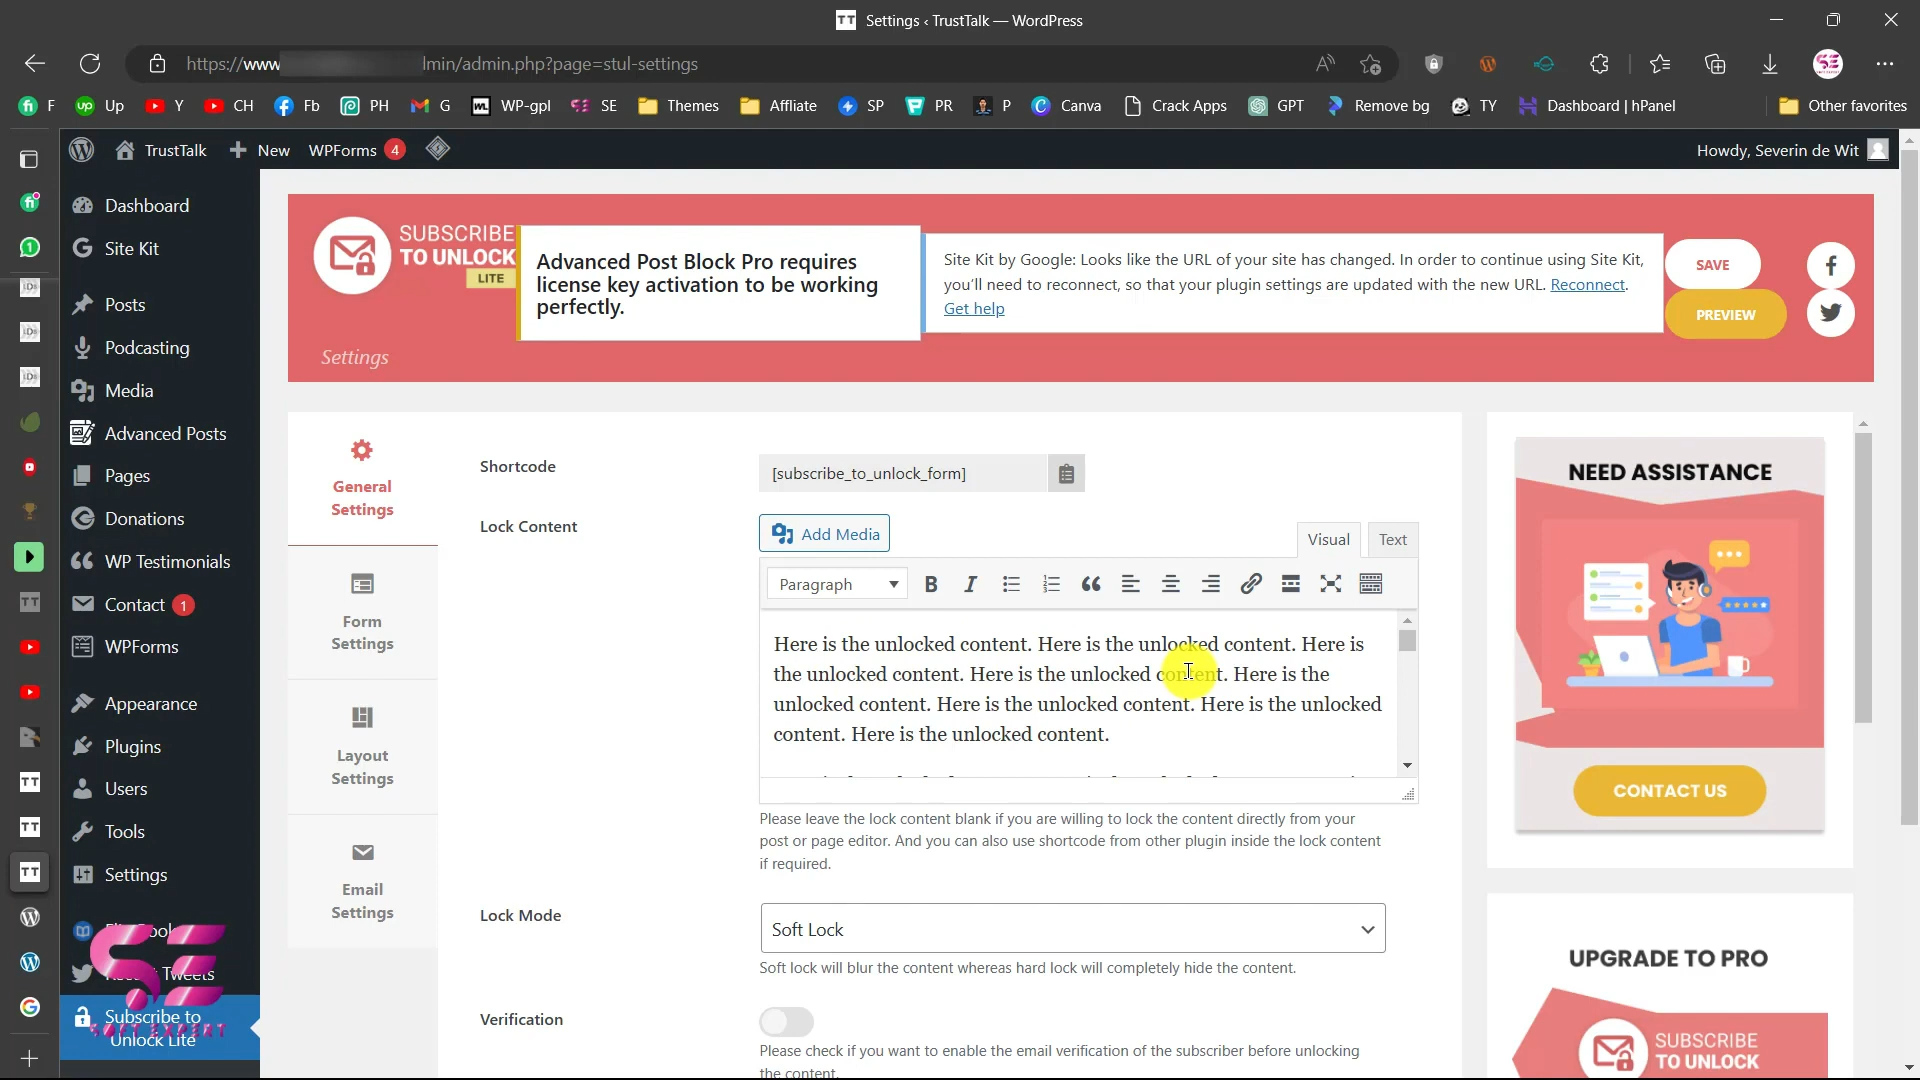 Settings ‹ TrustTalk — WordPress
https://www
lmin/admin.php?page=stul-settings
F
Up
Y
CH
Fb
PH
G
WP-gpl
SE
Themes
Affliate
SP
PR
P
Canva
Crack Apps
GPT
Remove bg
TY
Dashboard | hPanel
Other favorites
TrustTalk
New
WPForms 4
Howdy, Severin de Wit
Dashboard
Site Kit
Posts
Podcasting
Media
Advanced Posts
Pages
Donations
WP Testimonials
Contact 1
WPForms
Appearance
Plugins
Users
Tools
Settings
Tweets
Subscribe to
Unlock Lite
SE
SOFT EXPERT
SUBSCRIBE
TO UNLOCK
LITE
Settings
Advanced Post Block Pro requires
license key activation to be working
perfectly.
Site Kit by Google: Looks like the URL of your site has changed. In order to continue using Site Kit,
you'll need to reconnect, so that your plugin settings are updated with the new URL. Reconnect.
Get help
SAVE
PREVIEW
General
Settings
Form
Settings
Layout
Settings
Email
Settings
Shortcode
[subscribe_to_unlock_form]
Lock Content
Add Media
Visual
Text
Paragraph
Here is the unlocked content. Here is the unlocked content. Here is
the unlocked content. Here is the unlocked content. Here is the
unlocked content. Here is the unlocked content. Here is the unlocked
content. Here is the unlocked content.
Please leave the lock content blank if you are willing to lock the content directly from your
post or page editor. And you can also use shortcode from other plugin inside the lock content
if required.
Lock Mode
Soft Lock
Soft lock will blur the content whereas hard lock will completely hide the content.
Verification
Please check if you want to enable the email verification of the subscriber before unlocking
the content.
NEED ASSISTANCE
CONTACT US
UPGRADE TO PRO
SUBSCRIBE
TO UNLOCK